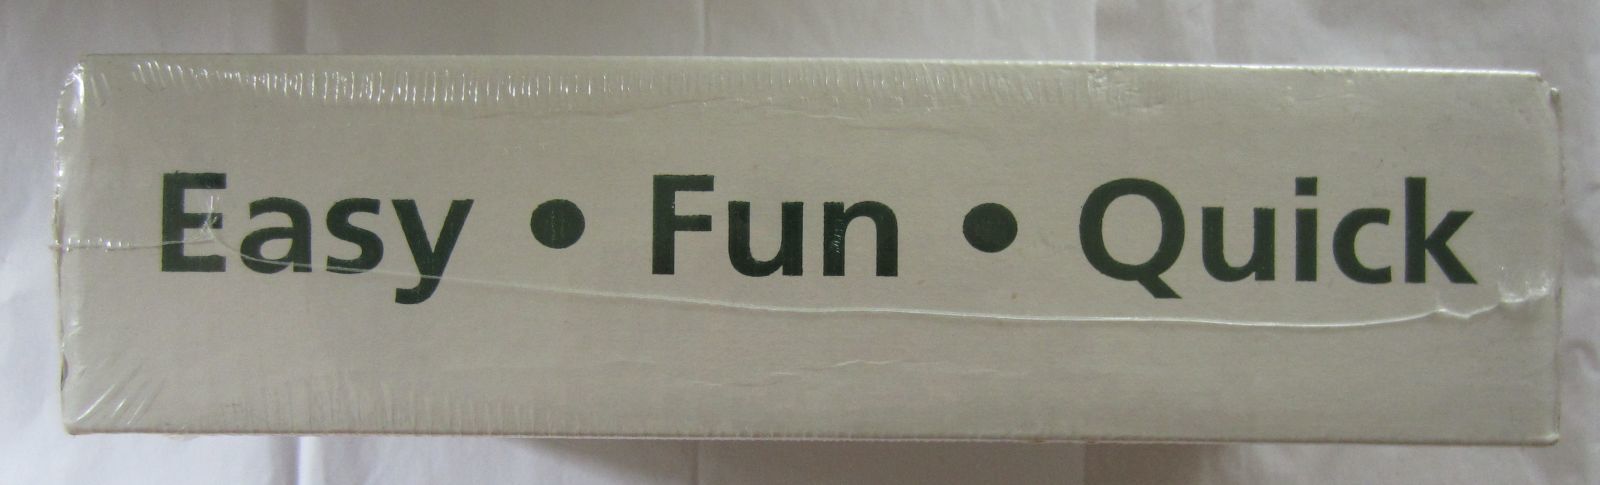 Easy • Fun • Quick